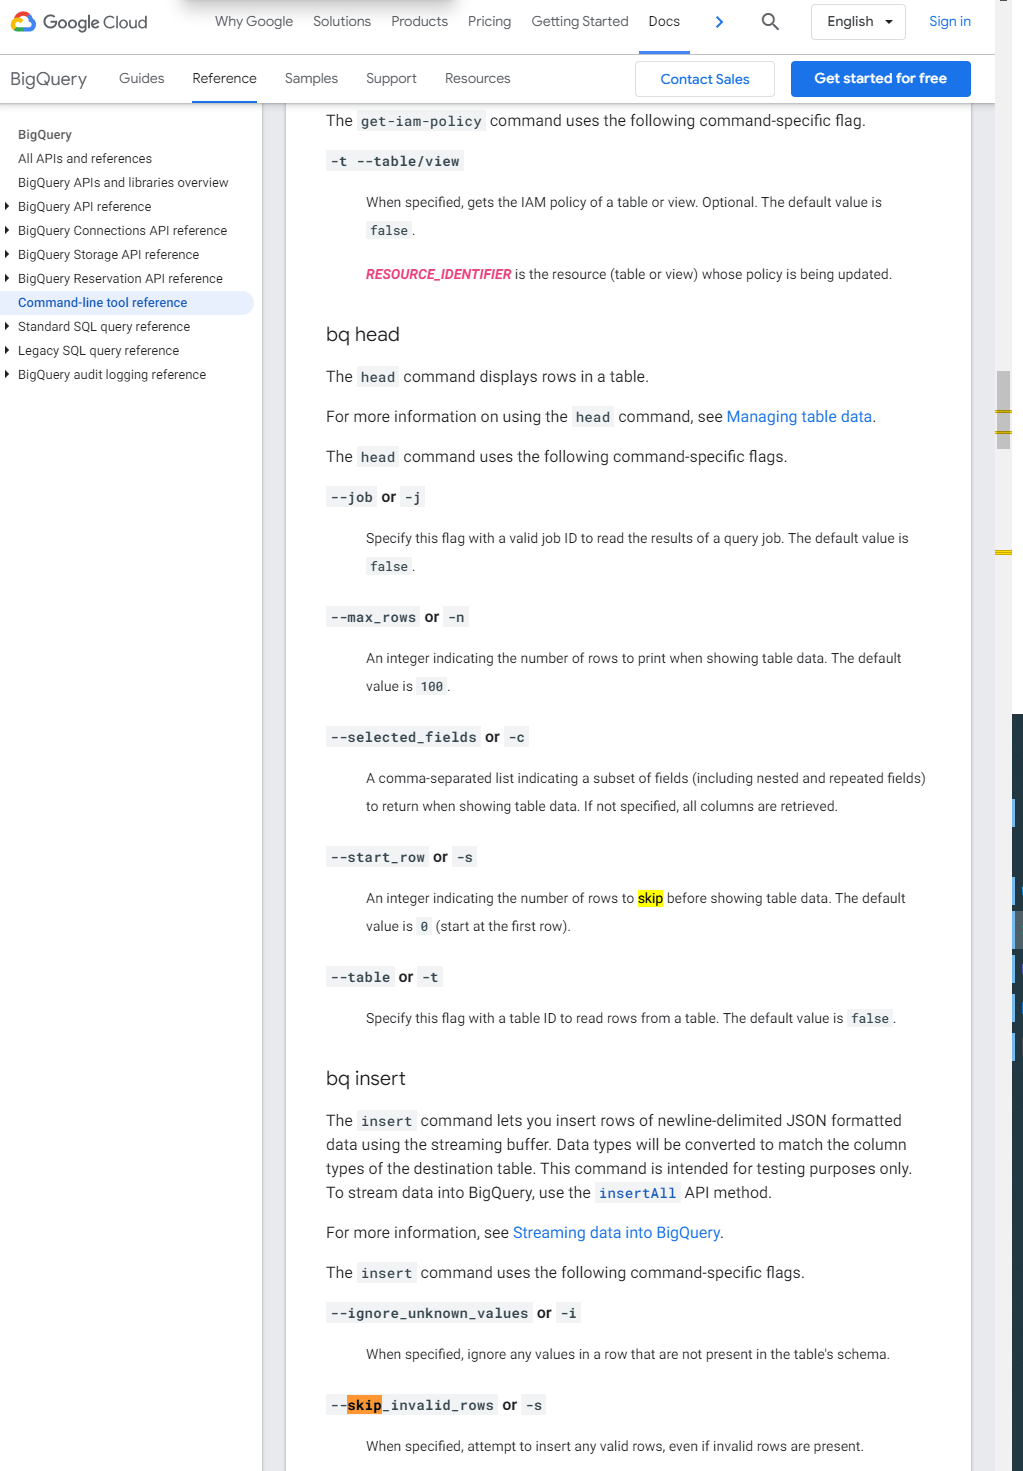 Google Cloud
Why Google
Solutions
Products
Pricing
Getting Started
Docs
English
Sign in
BigQuery
Guides
Reference
Samples
Support
Resources
Contact Sales
Get started for free
BigQuery
All APIs and references
BigQuery APIs and libraries overview
BigQuery API reference
BigQuery Connections API reference
BigQuery Storage API reference
BigQuery Reservation API reference
Command-line tool reference
Standard SQL query reference
Legacy SQL query reference
BigQuery audit logging reference
The get-iam-policy command uses the following command-specific flag.
-t --table/view
When specified, gets the IAM policy of a table or view. Optional. The default value is
false.
RESOURCE_IDENTIFIER is the resource (table or view) whose policy is being updated.
bq head
The head command displays rows in a table.
For more information on using the head command, see Managing table data.
The head command uses the following command-specific flags.
--job or -j
Specify this flag with a valid job ID to read the results of a query job. The default value is
false.
--max_rows or -n
An integer indicating the number of rows to print when showing table data. The default
value is 100.
--selected_fields or -c
A comma-separated list indicating a subset of fields (including nested and repeated fields)
to return when showing table data. If not specified, all columns are retrieved.
--start_row or -s
An integer indicating the number of rows to skip before showing table data. The default
value is 0 (start at the first row).
--table or -t
Specify this flag with a table ID to read rows from a table. The default value is false.
bq insert
The insert command lets you insert rows of newline-delimited JSON formatted
data using the streaming buffer. Data types will be converted to match the column
types of the destination table. This command is intended for testing purposes only.
To stream data into BigQuery, use the insertAll API method.
For more information, see Streaming data into BigQuery.
The insert command uses the following command-specific flags.
--ignore_unknown_values or -i
When specified, ignore any values in a row that are not present in the table's schema.
--skip_invalid_rows or -s
When specified, attempt to insert any valid rows, even if invalid rows are present.